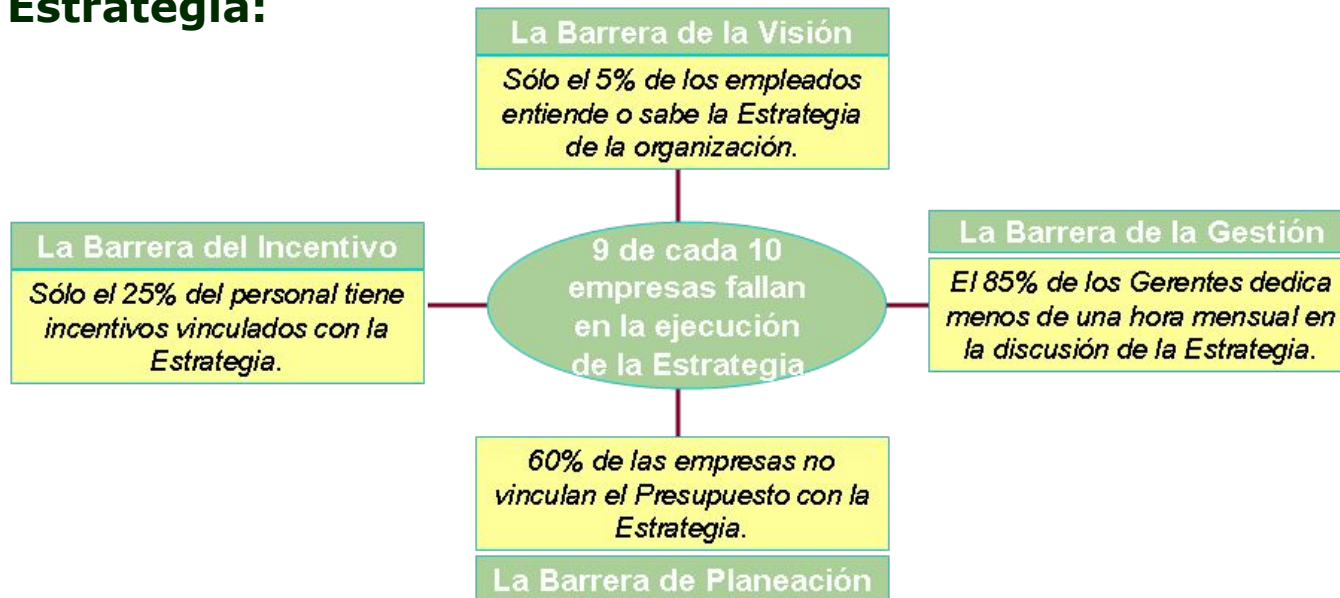 Estrategia:
La Barrera de la Visión
Sólo el 5% de los empleados
entiende o sabe la Estrategia
de la organización.
La Barrera del Incentivo
Sólo el 25% del personal tiene
incentivos vinculados con la
Estrategia.
9 de cada 10
empresas fallan
en la ejecución
de la Estrategia
La Barrera de la Gestión
El 85% de los Gerentes dedica
menos de una hora mensual en
la discusión de la Estrategia.
60% de las empresas no
vinculan el Presupuesto con la
Estrategia.
La Barrera de Planeación